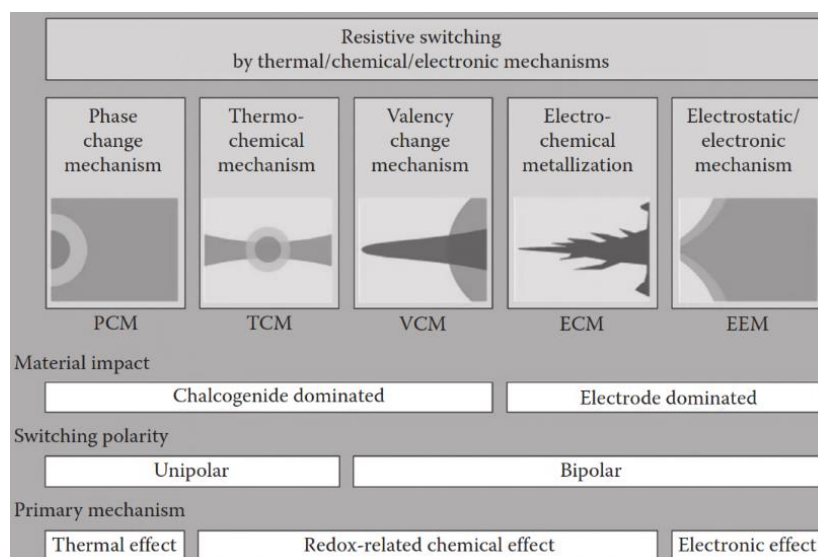 Resistive switching
by thermal/chemical/electronic mechanisms
Phase
change
mechanism
Thermo-
chemical
mechanism
Valency
change
mechanism
Electro-
chemical
metallization
Electrostatic/
electronic
mechanism
PCM
TCM
VCM
ECM
EEM
Material impact
Chalcogenide dominated
Electrode dominated
Switching polarity
Unipolar
Bipolar
Primary mechanism
Thermal effect
Redox-related chemical effect
Electronic effect